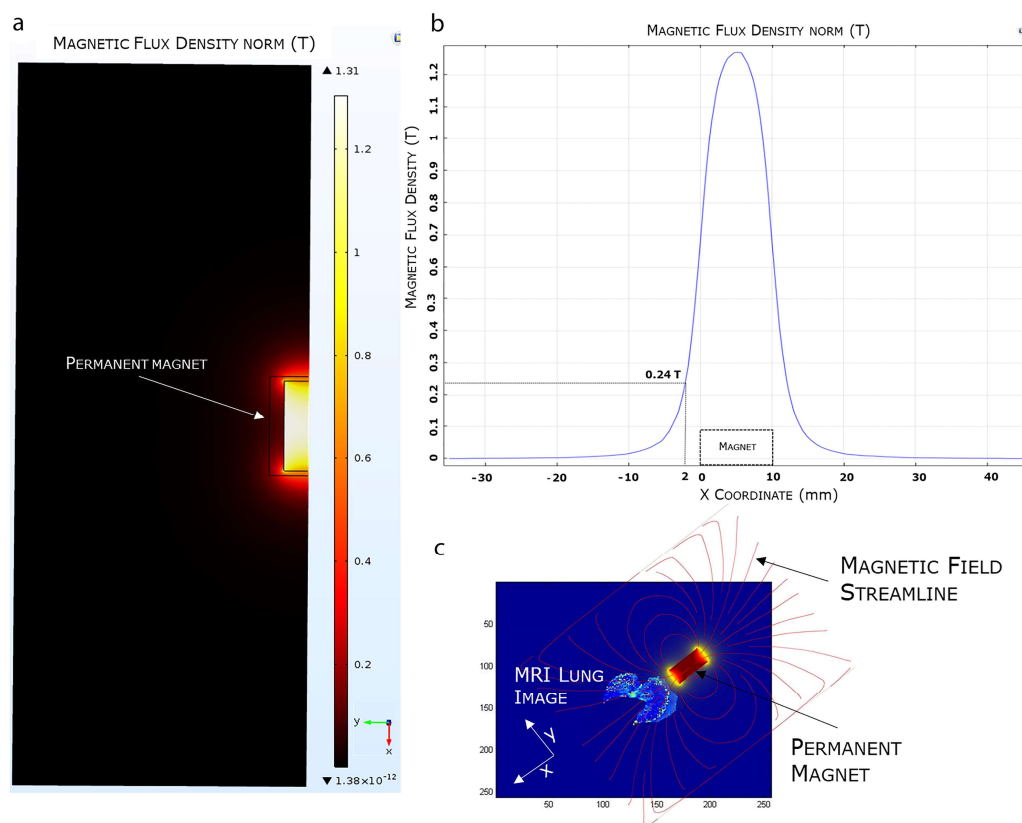 a
MAGNETIC FLUX DENSITY NORM (T)
▲ 1.31
1.2
1
0.8
0.6
0.4
0.2
▼ 1.38×10⁻¹²
PERMANENT MAGNET
y
x
b
MAGNETIC FLUX DENSITY NORM (T)
MAGNETIC FLUX DENSITY (T)
1.2
1.1
1
0.9
0.8
0.7
0.6
0.3
0.4
0.3
0.2
0.1
0
0.24 T
MAGNET
-30 -20 -10 2 0 10 20 30 40
X COORDINATE (mm)
c
MAGNETIC FIELD
STREAMLINE
MRI LUNG
IMAGE
y
x
PERMANENT
MAGNET
50
100
150
200
250
50 100 150 200 250